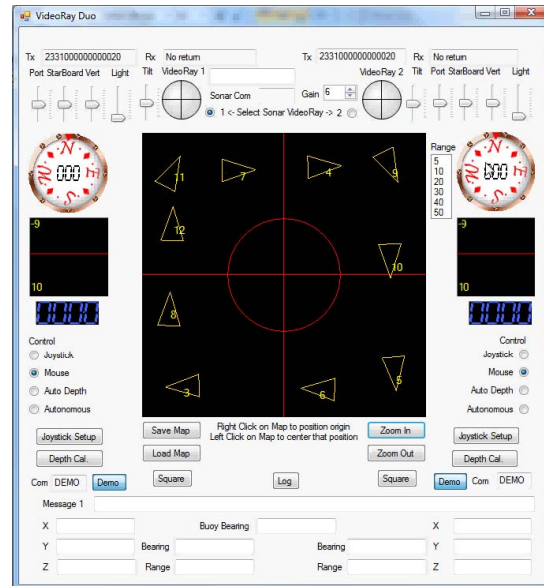 VideoRay Duo
Tx 2331000000000020 Rx No return Tx 2331000000000020 Rx No return
Port StarBoard Vert Light Tilt VideoRay 1 VideoRay 2 Tilt Port StarBoard Vert Light
Sonar Com Gain 6
1 <- Select Sonar VideoRay -> 2
Range
5
10
20
30
40
50
N E S W 000
N E S W 000
11 7 4 9
12
10
8
3 6 5
-9
10
-9
10
0000
0000
Control
Joystick
Mouse
Auto Depth
Autonomous
Control
Joystick
Mouse
Auto Depth
Autonomous
Joystick Setup Save Map Right Click on Map to position origin Zoom In Joystick Setup
Left Click on Map to center that position
Depth Cal. Load Map Zoom Out Depth Cal.
Com DEMO Demo Square Log Square Demo Com DEMO
Message 1
X Buoy Bearing X
Y Bearing Bearing Y
Z Range Range Z